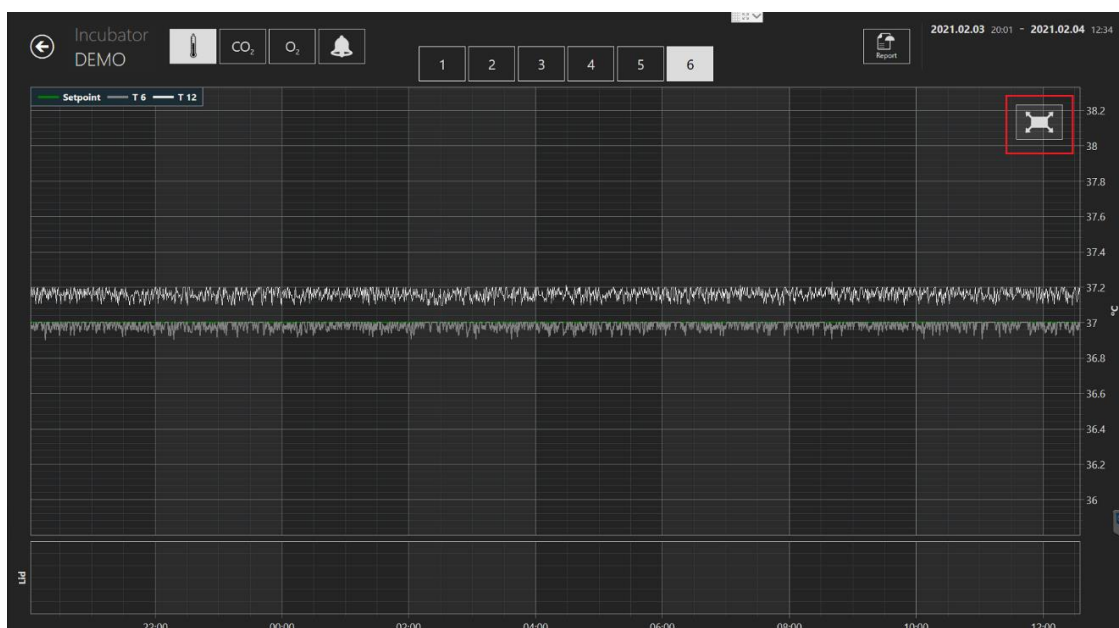 Incubator
DEMO
CO₂
O₂
1 2 3 4 5 6
Report
2021.02.03 20:01 - 2021.02.04 12:34
Setpoint T 6 T 12
38.2
38
37.8
37.6
37.4
37.2
37
36.8
36.6
36.4
36.2
36
°C
Lid
22:00 00:00 02:00 04:00 06:00 08:00 10:00 12:00